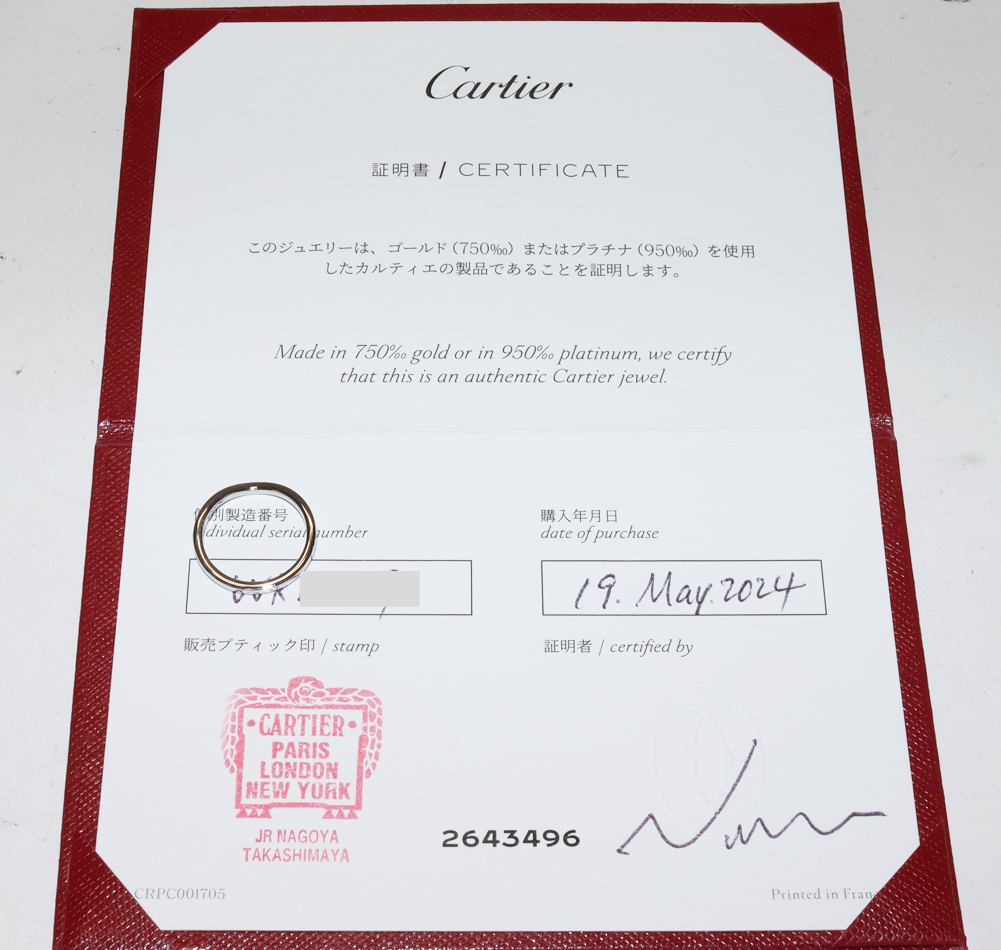 Cartier
証明書 / CERTIFICATE
このジュエリーは、ゴールド（750‰）またはプラチナ（950‰）を使用
したカルティエの製品であることを証明します。
Made in 750‰ gold or in 950‰ platinum, we certify
that this is an authentic Cartier jewel.
別製造番号
dividual serial number
購入年月日
date of purchase
19. May. 2024
販売ブティック印 / stamp
証明者 / certified by
CARTIER
PARIS
LONDON
NEW YORK
JR NAGOYA
TAKASHIMAYA
2643496
CRPC001705
Printed in Fran